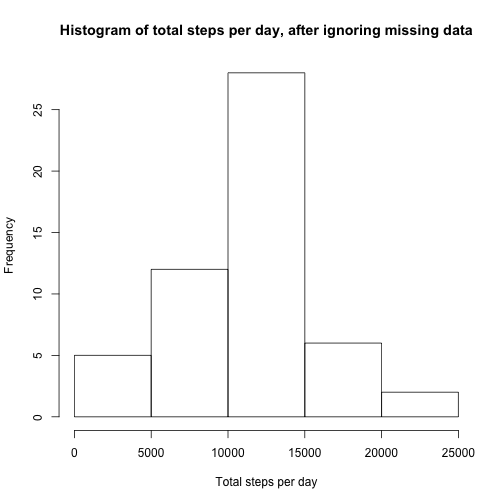 Histogram of total steps per day, after ignoring missing data
Frequency
25
20
15
10
5
0
0 5000 10000 15000 20000 25000
Total steps per day